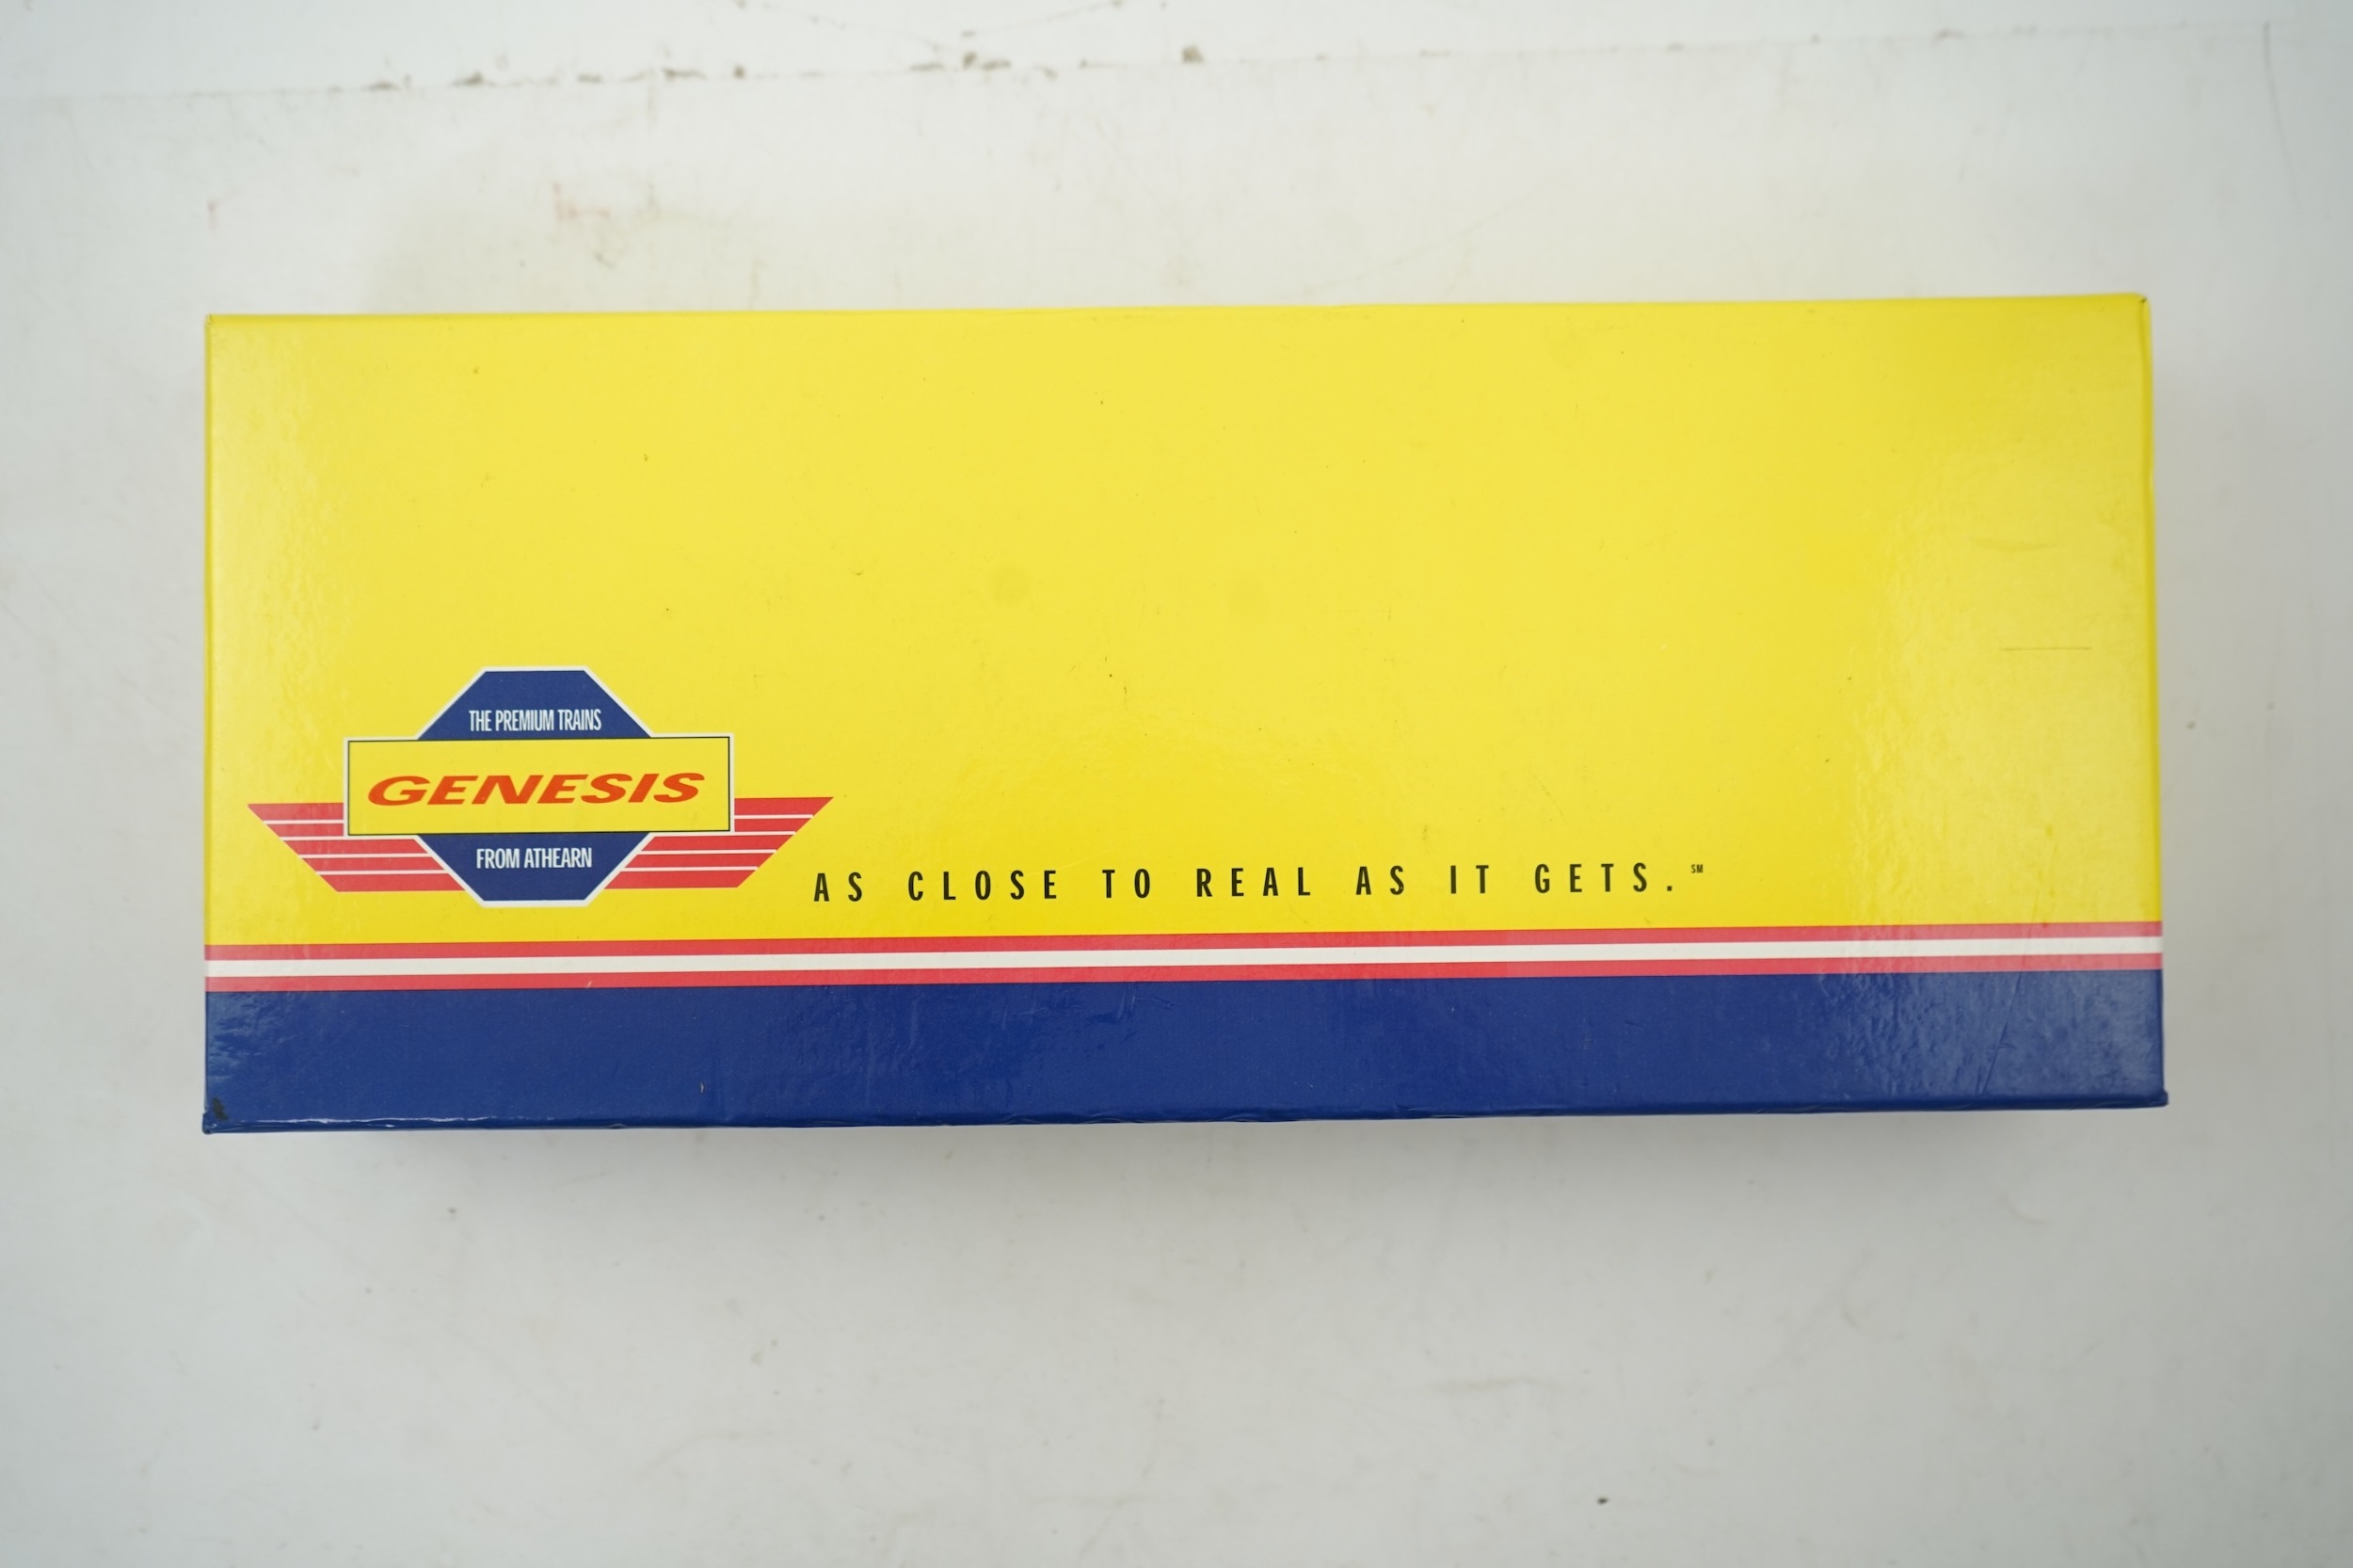 THE PREMIUM TRAINS
GENESIS
FROM ATHEARN
AS CLOSE TO REAL AS IT GETS.℠